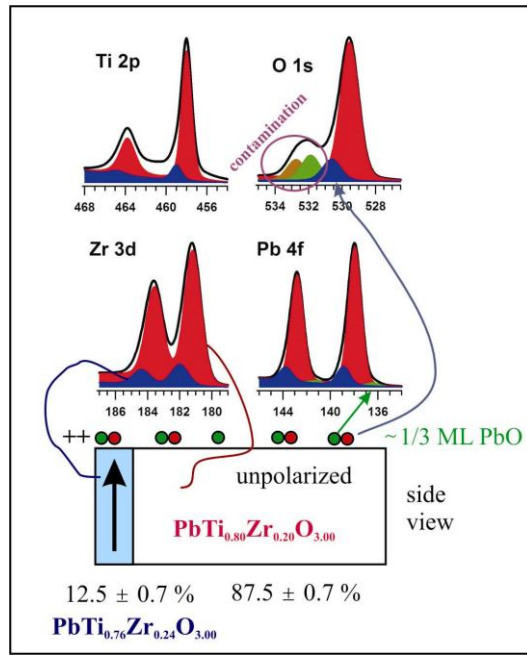 Ti 2p
O 1s
contamination
468 464 460 456
534 532 530 528
Zr 3d
Pb 4f
186 184 182 180
144 140 136
++
~1/3 ML PbO
unpolarized
side
view
PbTi₀.₈₀Zr₀.₂₀O₃.₀₀
12.5 ± 0.7 %
87.5 ± 0.7 %
PbTi₀.₇₆Zr₀.₂₄O₃.₀₀